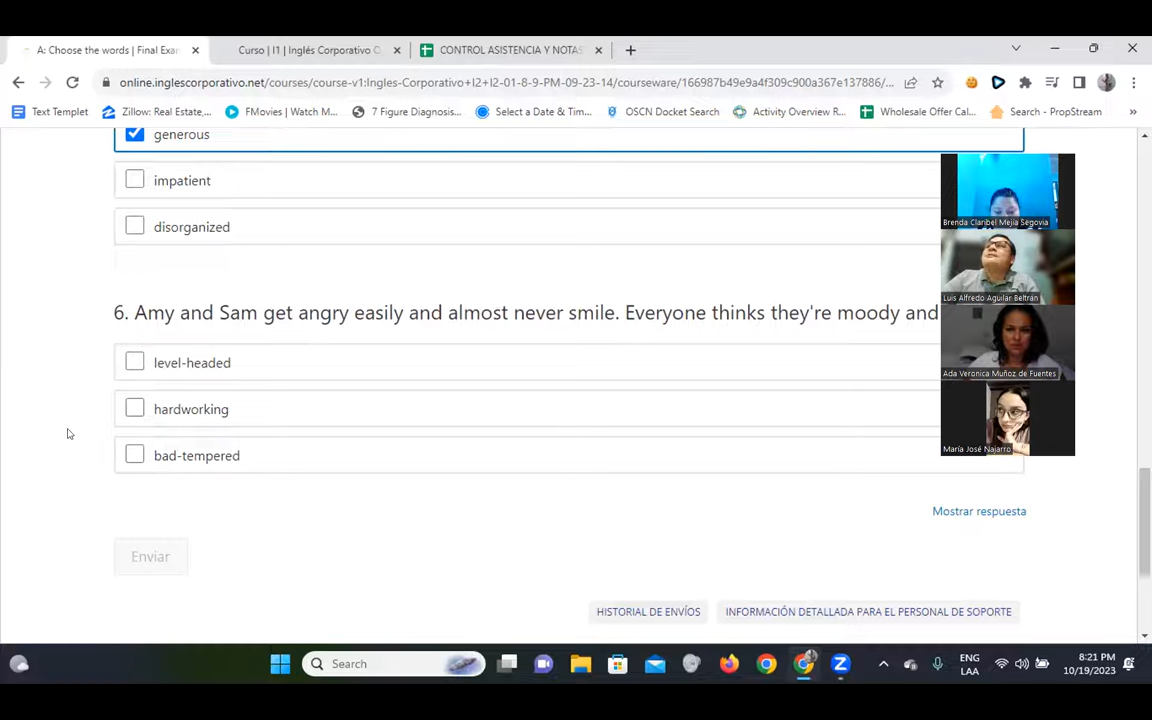 A: Choose the words | Final Exa
Curso | I1 | Inglés Corporativo O
CONTROL ASISTENCIA Y NOTAS
online.inglescorporativo.net/courses/course-v1:Ingles-Corporativo+I2+I2-01-8-9-PM-09-23-14/courseware/166987b49e9a4f309c900a367e137886/...
Text Templet
Zillow: Real Estate,...
FMovies | Watch M...
7 Figure Diagnosis...
Select a Date & Tim...
OSCN Docket Search
Activity Overview R...
Wholesale Offer Cal...
Search - PropStream
generous
impatient
disorganized
6. Amy and Sam get angry easily and almost never smile. Everyone thinks they're moody and
level-headed
hardworking
bad-tempered
Brenda Claribel Mejía Segovia
Luis Alfredo Aguilar Beltrán
Ada Veronica Muñoz de Fuentes
María José Najarro
Mostrar respuesta
Enviar
HISTORIAL DE ENVÍOS
INFORMACIÓN DETALLADA PARA EL PERSONAL DE SOPORTE
Search
ENG
LAA
8:21 PM
10/19/2023